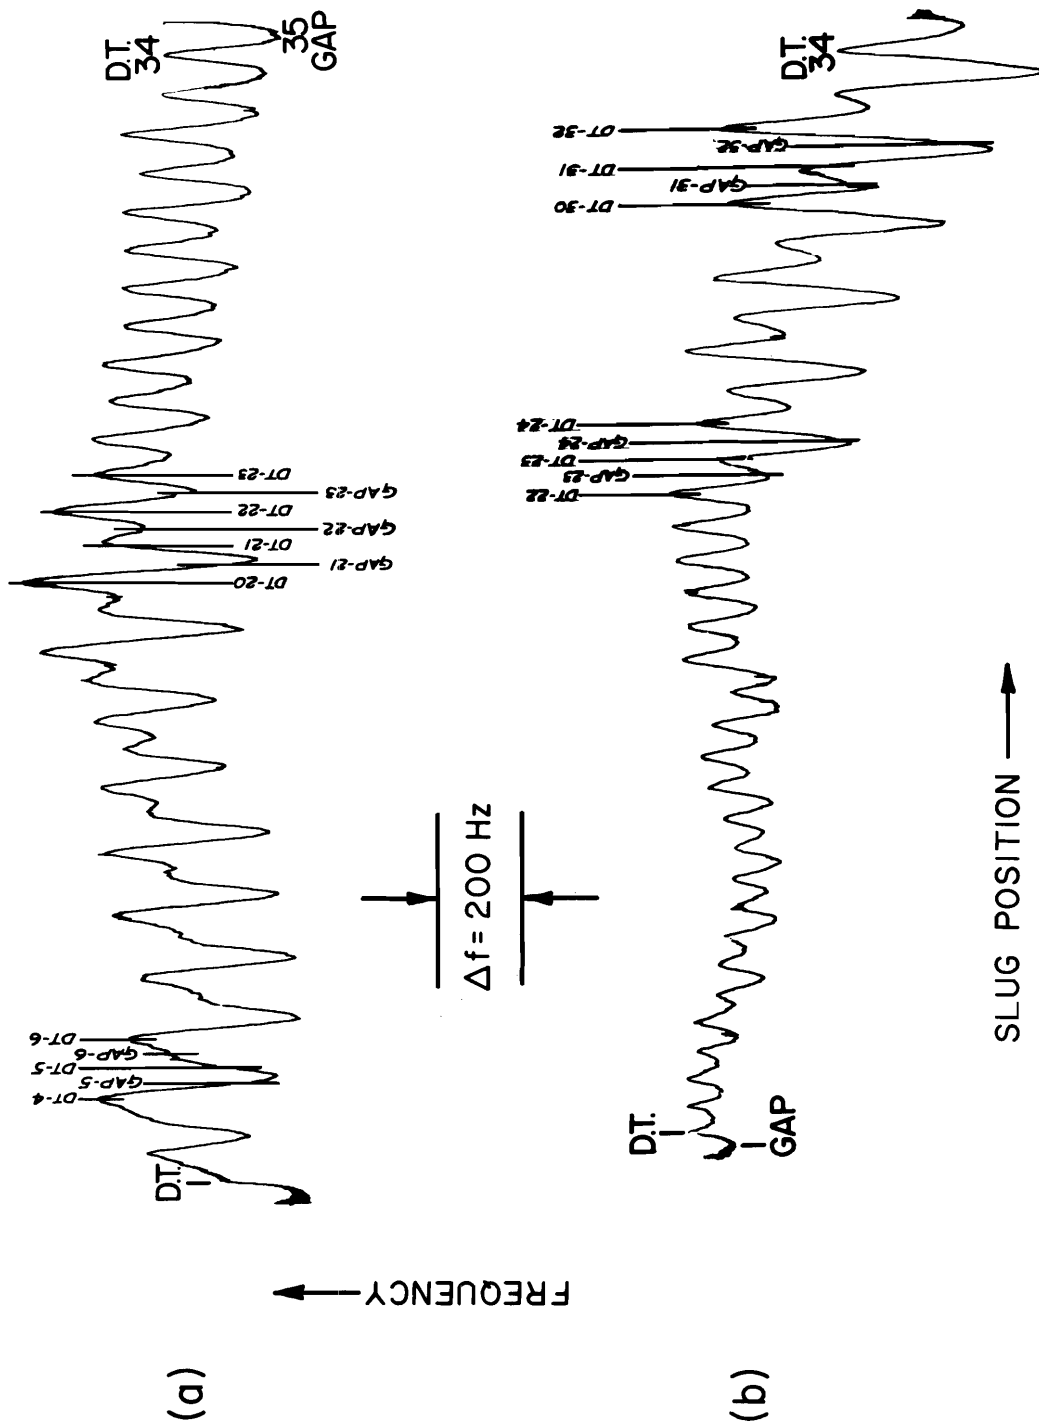 (a)
D.T.
1
DT-4
GAP-5
DT-5
GAP-6
DT-6
DT-20
GAP-21
DT-21
GAP-22
DT-22
GAP-23
DT-23
D.T.
34
35
GAP
FREQUENCY
Δf = 200 Hz
(b)
D.T.
1
1
GAP
DT-22
GAP-23
DT-23
GAP-24
DT-24
DT-30
GAP-31
DT-31
GAP-32
DT-32
D.T.
34
SLUG POSITION